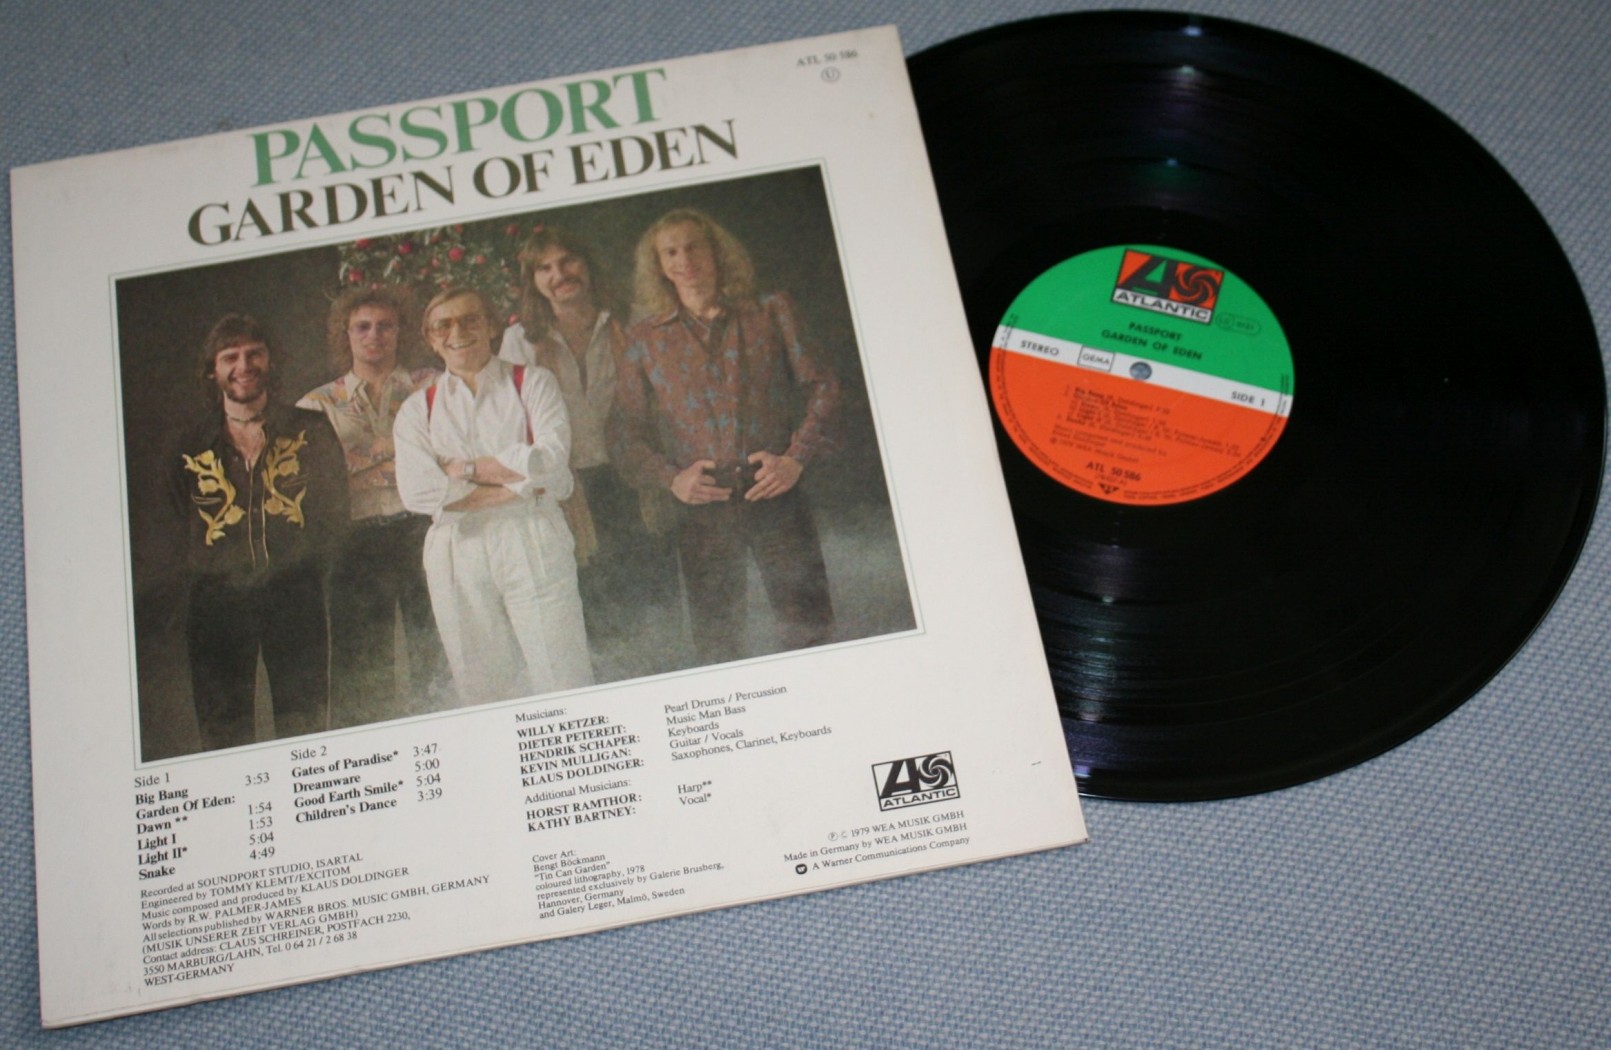 ATL 50 586
U
PASSPORT
GARDEN OF EDEN
Side 1
Big Bang 3:53
Garden Of Eden:
Dawn ** 1:54
Light I 1:53
Light II* 5:04
Snake 4:49
Side 2
Gates of Paradise* 3:47
Dreamware 5:00
Good Earth Smile* 5:04
Children's Dance 3:39
Recorded at SOUNDPORT STUDIO, ISARTAL
Engineered by TOMMY KLEMT/EXCITOM
Music composed and produced by KLAUS DOLDINGER
Words by R.W. PALMER-JAMES
All selections published by WARNER BROS. MUSIC GMBH, GERMANY
(MUSIK UNSERER ZEIT VERLAG GMBH)
Contact address: CLAUS SCHREINER, POSTFACH 2230,
3550 MARBURG/LAHN, Tel. 0 64 21 / 2 68 38
WEST-GERMANY
Musicians:
WILLY KETZER: Pearl Drums / Percussion
DIETER PETEREIT: Music Man Bass
HENDRIK SCHAPER: Keyboards
KEVIN MULLIGAN: Guitar / Vocals
KLAUS DOLDINGER: Saxophones, Clarinet, Keyboards
Additional Musicians:
HORST RAMTHOR: Harp**
KATHY BARTNEY: Vocal*
Cover Art:
Bengt Böckmann
"Tin Can Garden"
coloured lithography, 1978
represented exclusively by Galerie Brusberg,
Hannover, Germany
and Galery Leger, Malmö, Sweden
ATLANTIC
℗ © 1979 WEA MUSIK GMBH
Made in Germany by WEA MUSIK GMBH
A Warner Communications Company
ATLANTIC
PASSPORT
GARDEN OF EDEN
STEREO GEMA SIDE 1
ATL 50 586